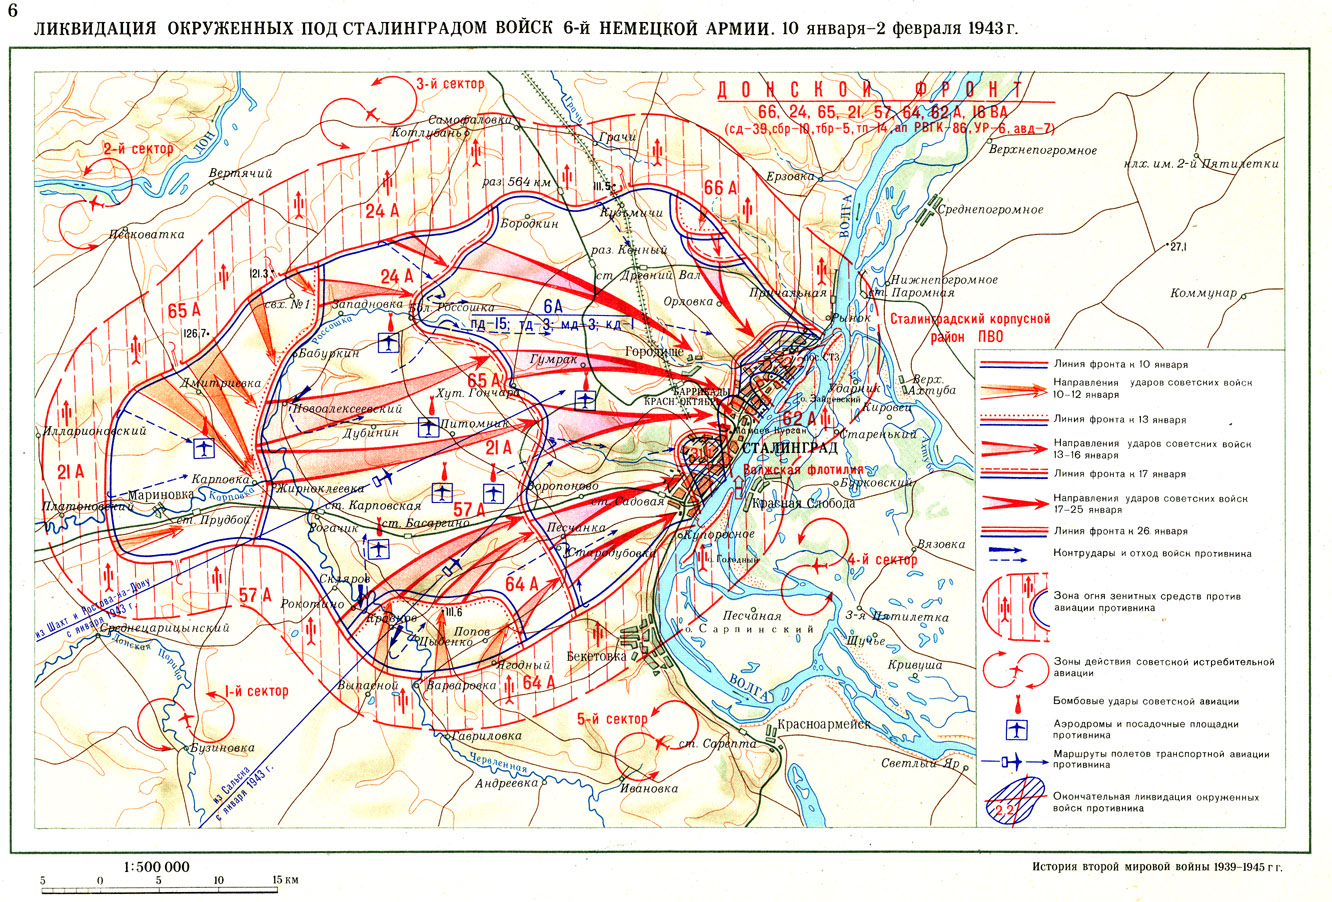 6
ЛИКВИДАЦИЯ ОКРУЖЕННЫХ ПОД СТАЛИНГРАДОМ ВОЙСК 6-й НЕМЕЦКОЙ АРМИИ. 10 января–2 февраля 1943 г.
ДОНСКОЙ ФРОНТ
66, 24, 65, 21, 57, 64, 62 А, 16 ВА
(сд-39, сбр-10, тбр-5, тп-14, ап РВГК-86, УР-6, авд-7)
3-й сектор
2-й сектор
ДОН
Самофаловка
Котлубань
Грачи
Грачи
Верхнепогромное
клх. им. 2-й Пятилетки
Вертячий
раз. 564 км
111.5
Ерзовка
66 А
24 А
Кузьмичи
ВОЛГА
Среднепогромное
Песковатка
Бородкин
раз. Конный
27,1
121.3
24 А
ст. Древний Вал
Нижнепогромное
ст. Паромная
Причальная
Коммунар
свх. №1
Западновка
Бол. Россошка
6А
Орловка
65 А
пд-15; тд-3; мд-3; кд-1
Рынок
Сталинградский корпусной
район ПВО
126,7
Россошка
Бабуркин
Гумрак
Городище
пос. СТЗ
Дмитриевка
65 А
Хут. Гончара
БАРРИКАДЫ
КРАСН. ОКТЯБРЬ
Ударник
Верх.
Ахтуба
о. Зайцевский
Новоалексеевский
Кировец
Илларионовский
Дубинин
Питомник
62 А
Мамаев Курган
Старенький
21 А
21 А
СТАЛИНГРАД
31.1
Волжская флотилия
Карповка
Жирноклеевка
Воропоново
Бурковский
Мариновка
Карповка
ст. Карповская
57 А
ст. Садовая
Красная Слобода
Платоновский
ст. Прудбой
Рогачик
ст. Басаргино
Песчанка
Купоросное
Стародубовка
Вязовка
о. Голодный
4-й сектор
Скляров
64 А
57 А
из Шахт и Ростова-на-Дону
с января 1943 г.
Рокотино
Кравцов
111.6
Песчаная
3-я Пятилетка
Среднецарицынский
Цыбенко
Попов
о. Сарпинский
Донская Царица
Бекетовка
Щучье
Ягодный
64 А
Кривуша
1-й сектор
Выпасной
Варваровка
ВОЛГА
5-й сектор
Красноармейск
Бузиновка
Гавриловка
ст. Сарепта
Червленная
Светлый Яр
из Сальска
с января 1943 г.
Андреевка
Ивановка
Линия фронта к 10 января
Направления ударов советских войск
10–12 января
Линия фронта к 13 января
Направления ударов советских войск
13–16 января
Линия фронта к 17 января
Направления ударов советских войск
17–25 января
Линия фронта к 26 января
Контрудары и отход войск противника
Зона огня зенитных средств против
авиации противника
Зоны действия советской истребительной
авиации
Бомбовые удары советской авиации
Аэродромы и посадочные площадки
противника
Маршруты полетов транспортной авиации
противника
2,2
Окончательная ликвидация окруженных
войск противника
1:500 000
5 0 5 10 15 км
История второй мировой войны 1939–1945 г г.